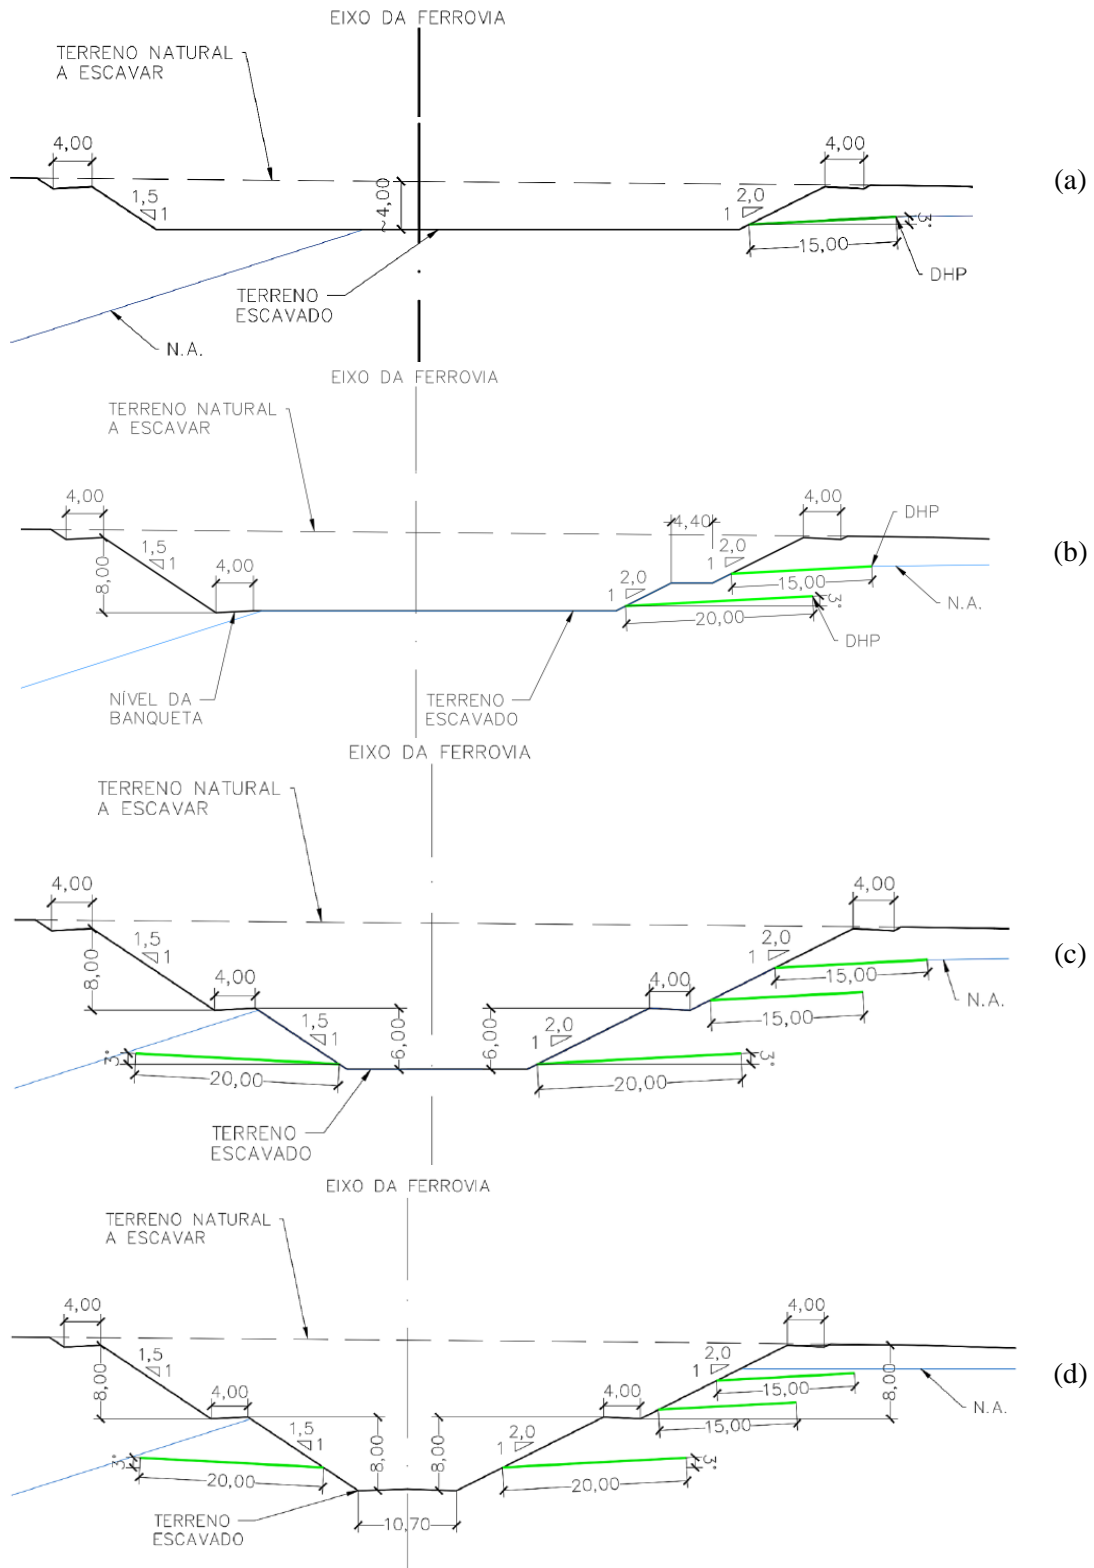 EIXO DA FERROVIA
TERRENO NATURAL
A ESCAVAR
4,00
4,00
(a)
1,5
1
~4,00
2,0
1
3°
15,00
DHP
TERRENO
ESCAVADO
N.A.
EIXO DA FERROVIA
TERRENO NATURAL
A ESCAVAR
4,00
4,00
4,40
DHP
(b)
1,5
1
8,00
4,00
2,0
1
2,0
1
15,00
3°
N.A.
20,00
DHP
NÍVEL DA
BANQUETA
TERRENO
ESCAVADO
EIXO DA FERROVIA
TERRENO NATURAL
A ESCAVAR
4,00
4,00
(c)
1,5
1
8,00
2,0
1
4,00
4,00
15,00
N.A.
15,00
1,5
1
6,00
6,00
2,0
1
3°
3°
20,00
20,00
TERRENO
ESCAVADO
EIXO DA FERROVIA
TERRENO NATURAL
A ESCAVAR
4,00
4,00
(d)
1,5
1
8,00
2,0
1
8,00
4,00
4,00
15,00
N.A.
15,00
1,5
1
8,00
8,00
2,0
1
3°
3°
20,00
20,00
TERRENO
ESCAVADO
10,70